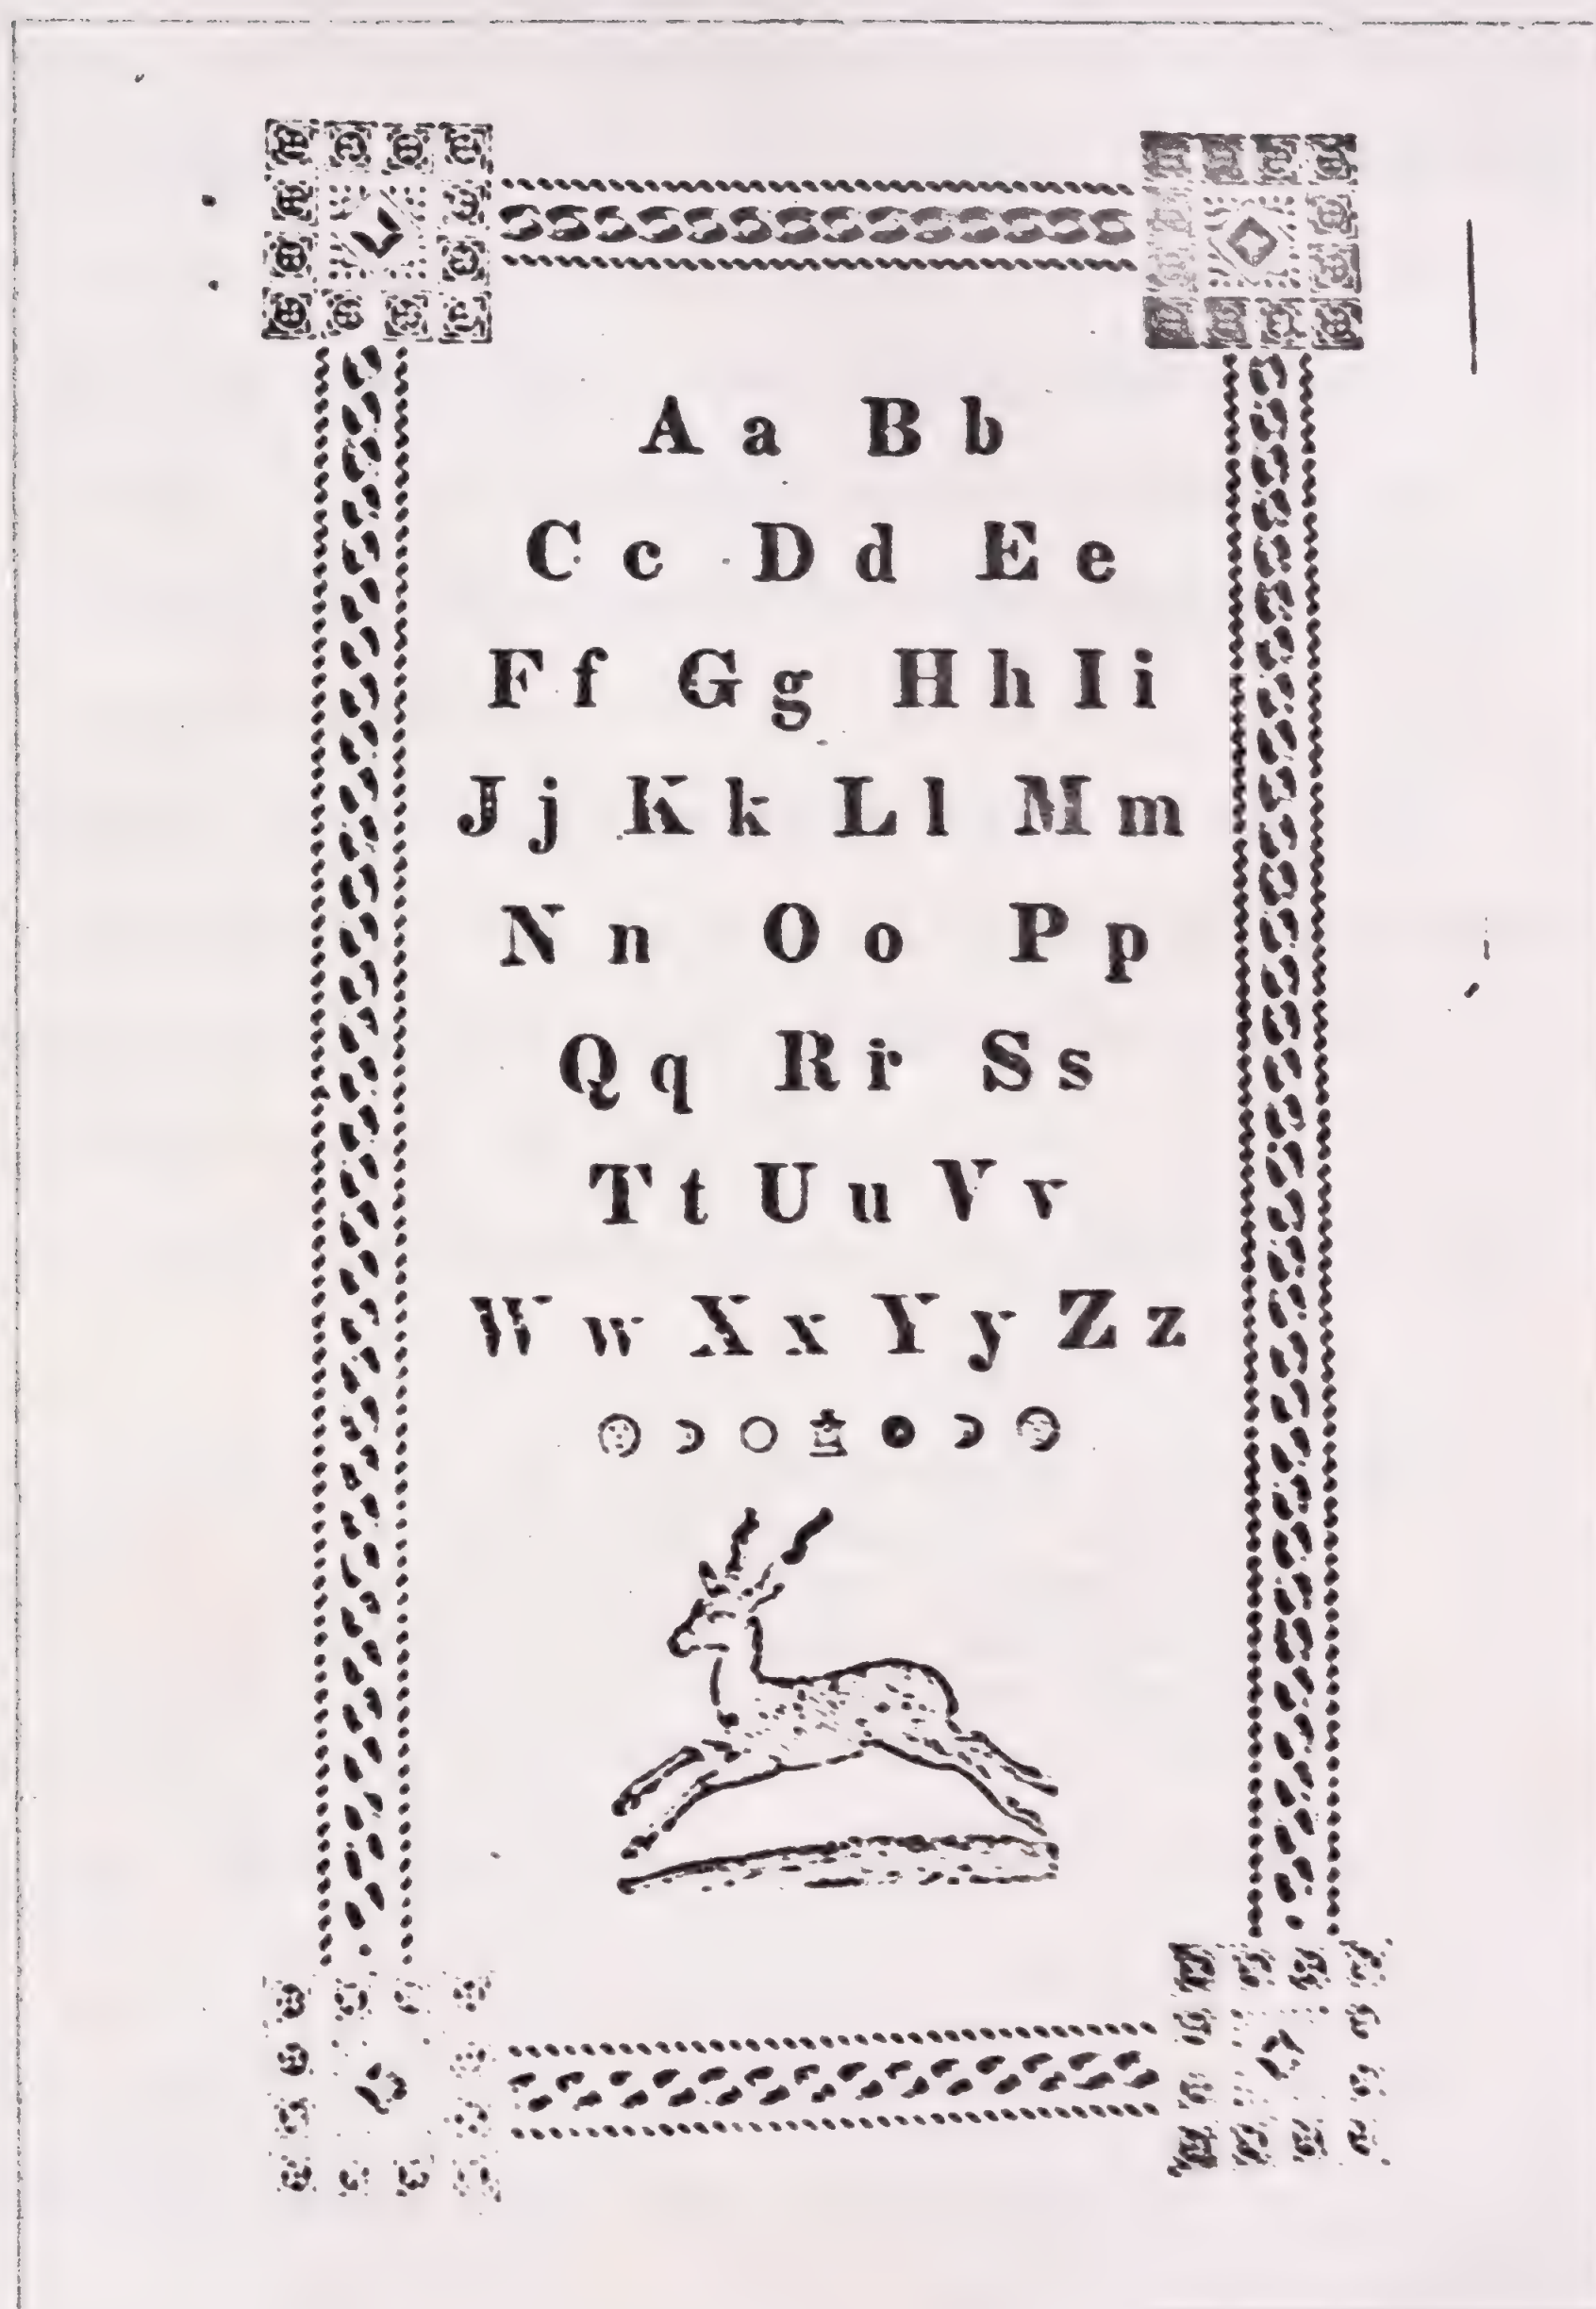 A a B b
C c D d E e
F f G g H h I i
J j K k L l M m
N n O o P p
Q q R r S s
T t U u V v
W w X x Y y Z z